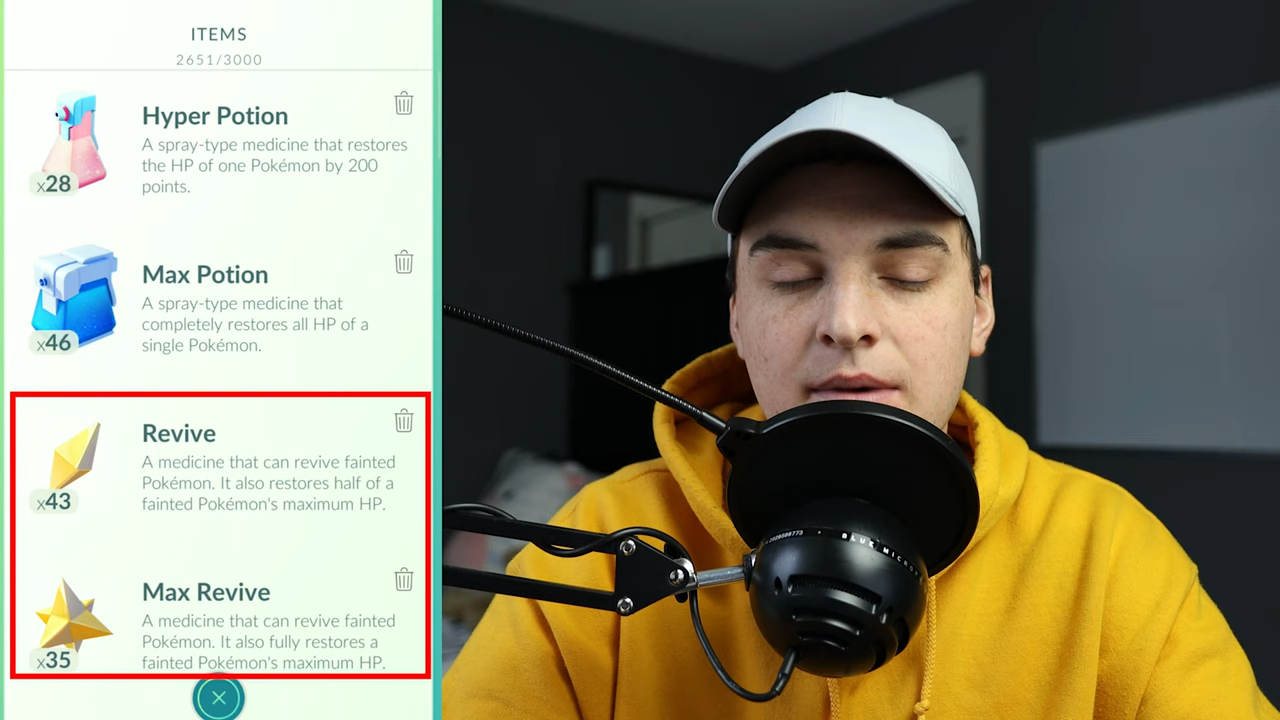 ITEMS
2651/3000
Hyper Potion
A spray-type medicine that restores
the HP of one Pokémon by 200
points.
x28
Max Potion
A spray-type medicine that
completely restores all HP of a
single Pokémon.
x46
Revive
A medicine that can revive fainted
Pokémon. It also restores half of a
fainted Pokémon's maximum HP.
x43
Max Revive
A medicine that can revive fainted
Pokémon. It also fully restores a
fainted Pokémon's maximum HP.
x35
BLUE MICRO